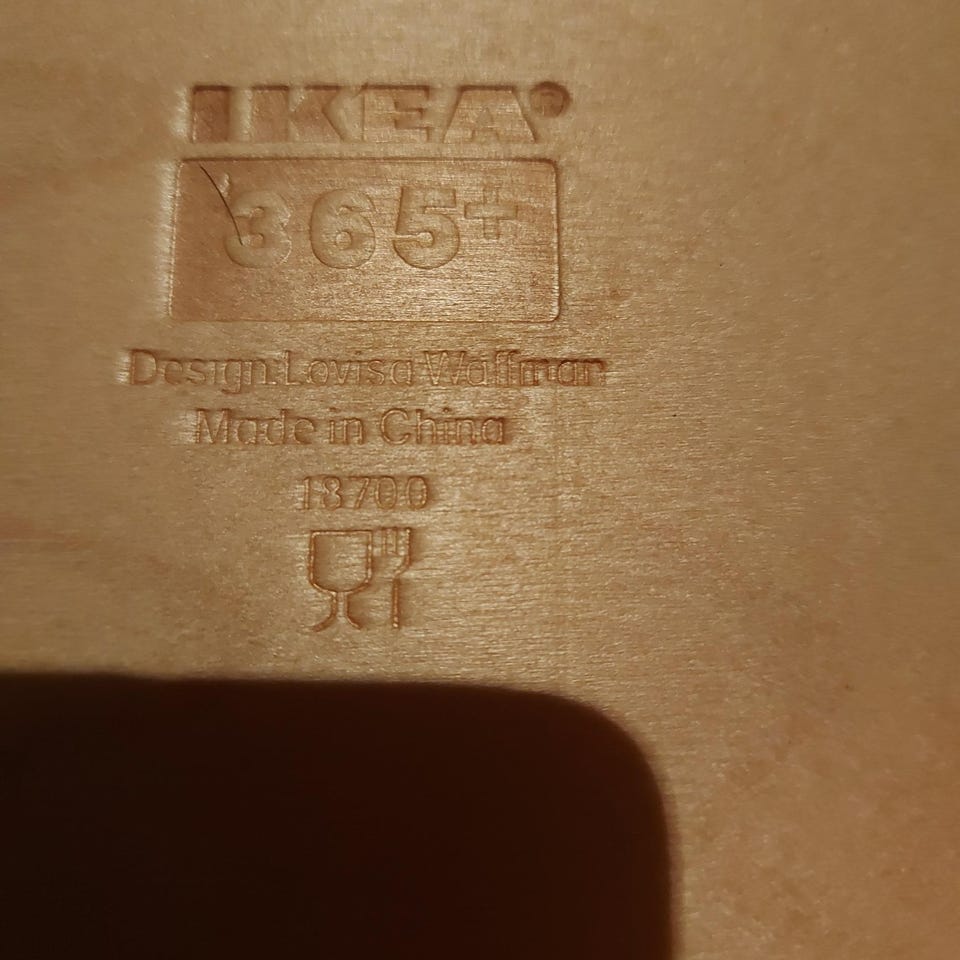 IKEA®
365+
Design:Lovisa Wattman
Made in China
18700